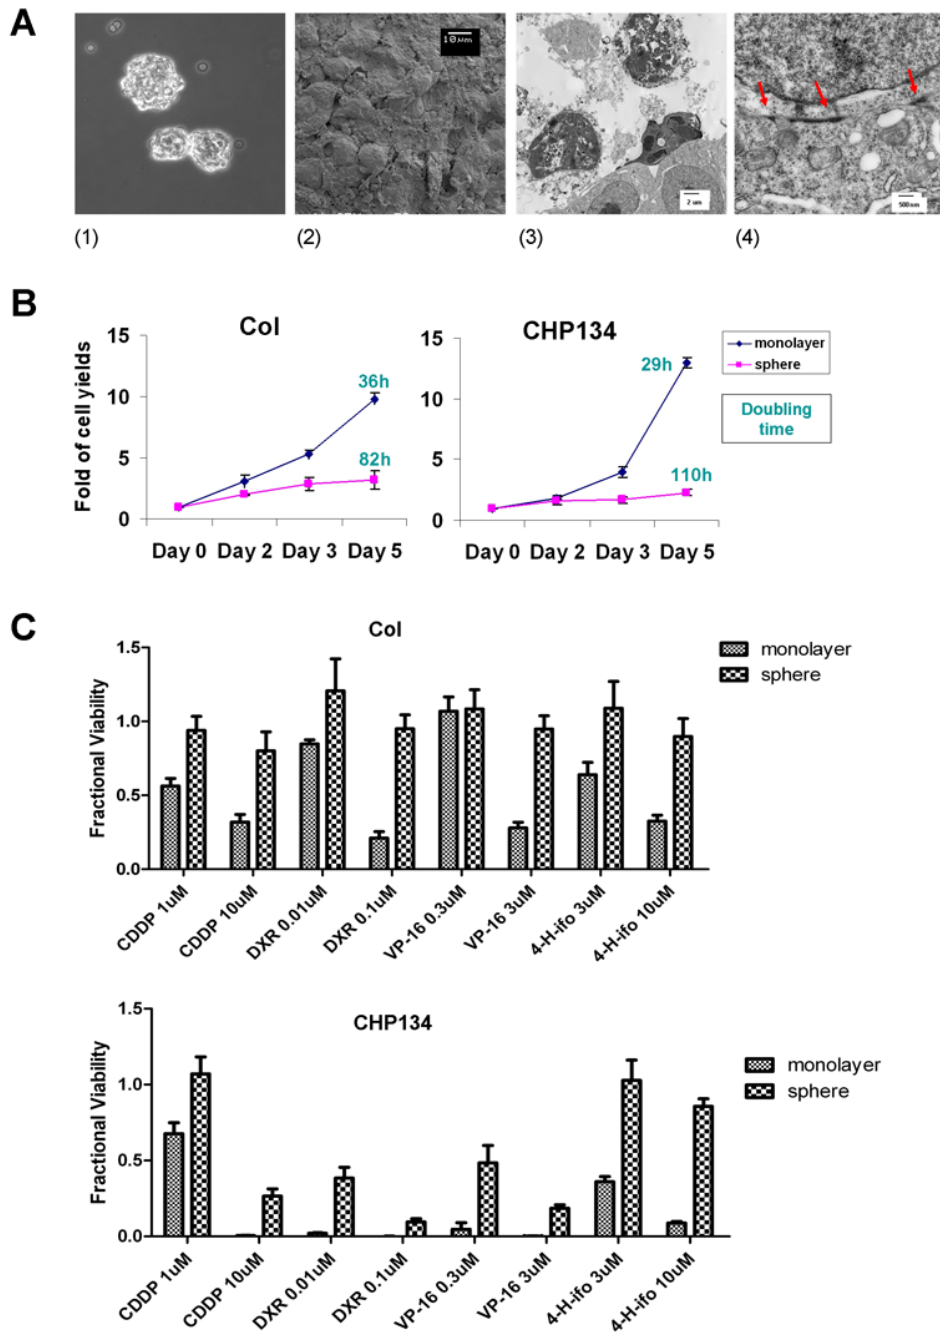 A
10µm
2 um
500nm
(1) (2) (3) (4)
B
Col
CHP134
Fold of cell yields
15
10
5
0
36h
82h
Day 0 Day 2 Day 3 Day 5
15
10
5
0
29h
110h
Day 0 Day 2 Day 3 Day 5
monolayer
sphere
Doubling
time
C
Col
Fractional Viability
1.5
1.0
0.5
0.0
CDDP 1uM
CDDP 10uM
DXR 0.01uM
DXR 0.1uM
VP-16 0.3uM
VP-16 3uM
4-H-ifo 3uM
4-H-ifo 10uM
monolayer
sphere
CHP134
Fractional Viability
1.5
1.0
0.5
0.0
CDDP 1uM
CDDP 10uM
DXR 0.01uM
DXR 0.1uM
VP-16 0.3uM
VP-16 3uM
4-H-ifo 3uM
4-H-ifo 10uM
monolayer
sphere